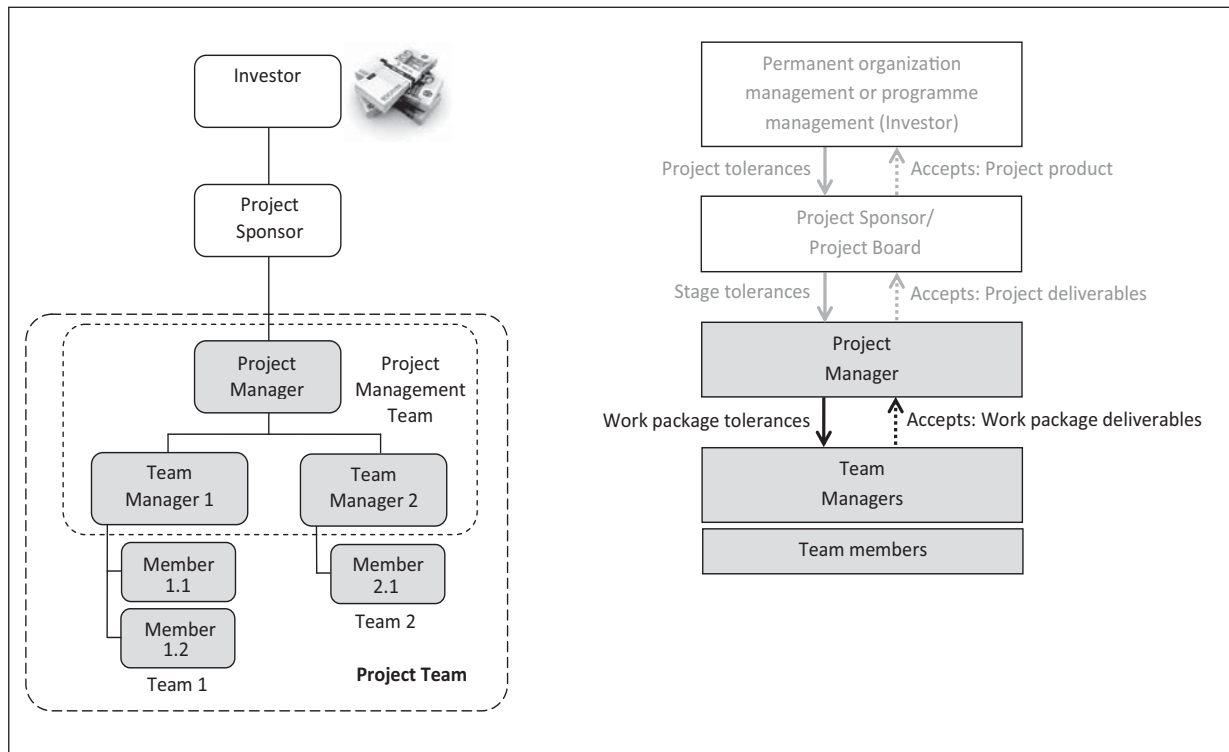 Investor
Project
Sponsor
Project
Manager
Project
Management
Team
Team
Manager 1
Team
Manager 2
Member
1.1
Member
1.2
Team 1
Member
2.1
Team 2
Project Team
Permanent organization
management or programme
management (Investor)
Project tolerances
Accepts: Project product
Project Sponsor/
Project Board
Stage tolerances
Accepts: Project deliverables
Project
Manager
Work package tolerances
Accepts: Work package deliverables
Team
Managers
Team members